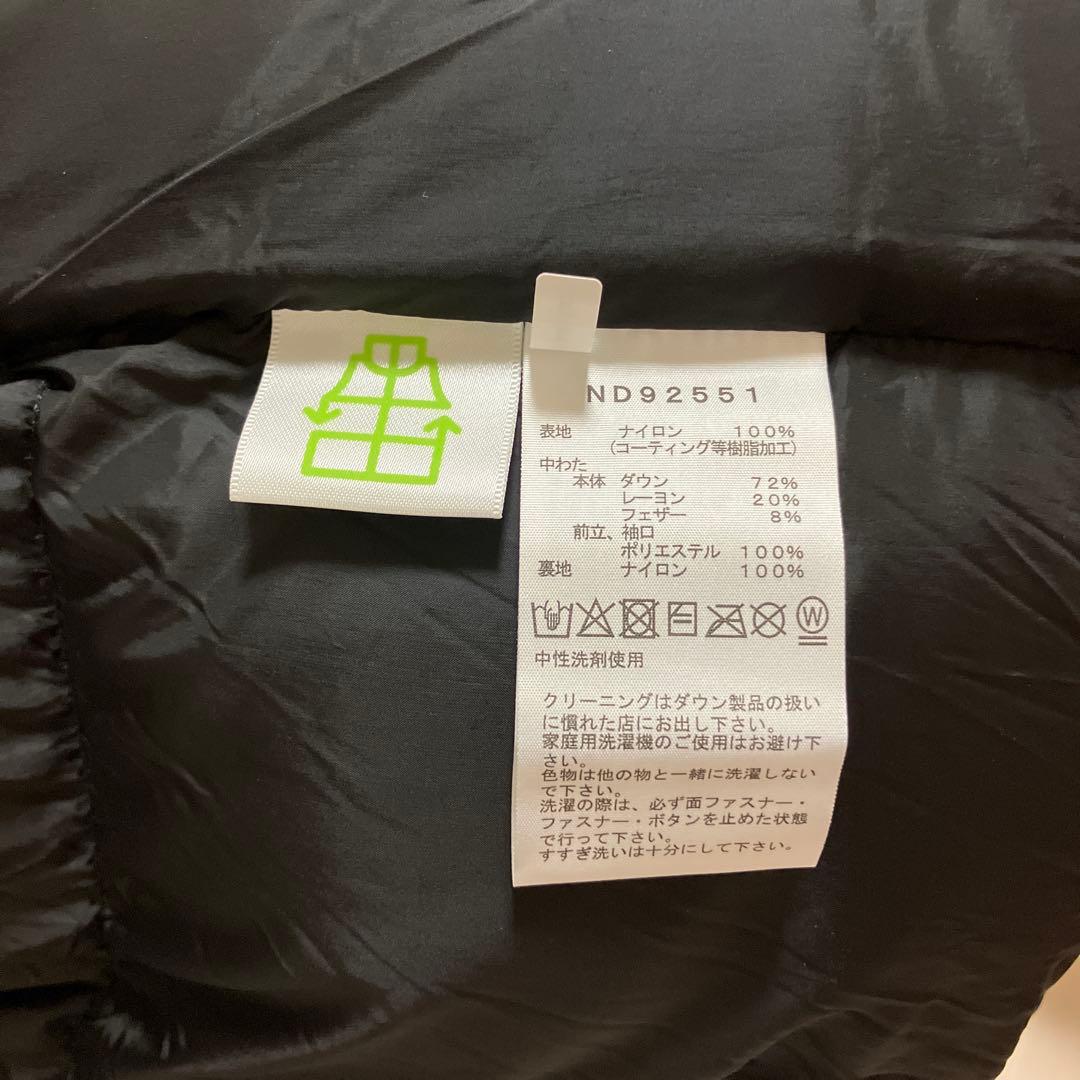 ND92551
表地 ナイロン 100%
(コーティング等樹脂加工)
中わた
本体 ダウン 72%
レーヨン 20%
フェザー 8%
前立、袖口
ポリエステル 100%
裏地 ナイロン 100%
W
中性洗剤使用
クリーニングはダウン製品の扱い
に慣れた店にお出し下さい。
家庭用洗濯機のご使用はお避け下
さい。
色物は他の物と一緒に洗濯しない
で下さい。
洗濯の際は、必ず面ファスナー・
ファスナー・ボタンを止めた状態
で行って下さい。
すすぎ洗いは十分にして下さい。